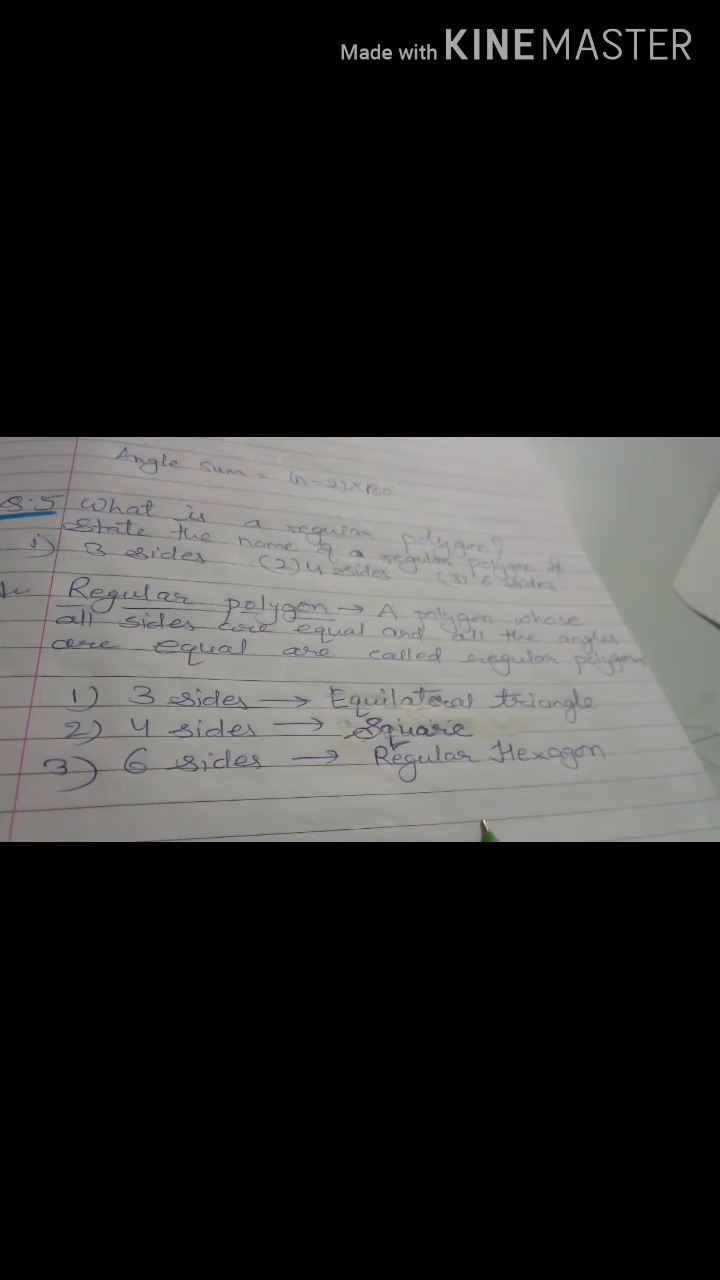 Made with KINEMASTER
Angle sum = (n-2)×180
Q.5 What is a regular polygon?
State the name of a regular polygon of
i) 3 sides (2) 4 sides (3) 6 sides
Regular polygon → A polygon whose
all sides are equal and all the angles
are equal are called regular polygon
1) 3 sides → Equilateral triangle
2) 4 sides → Square
3) 6 sides → Regular Hexagon